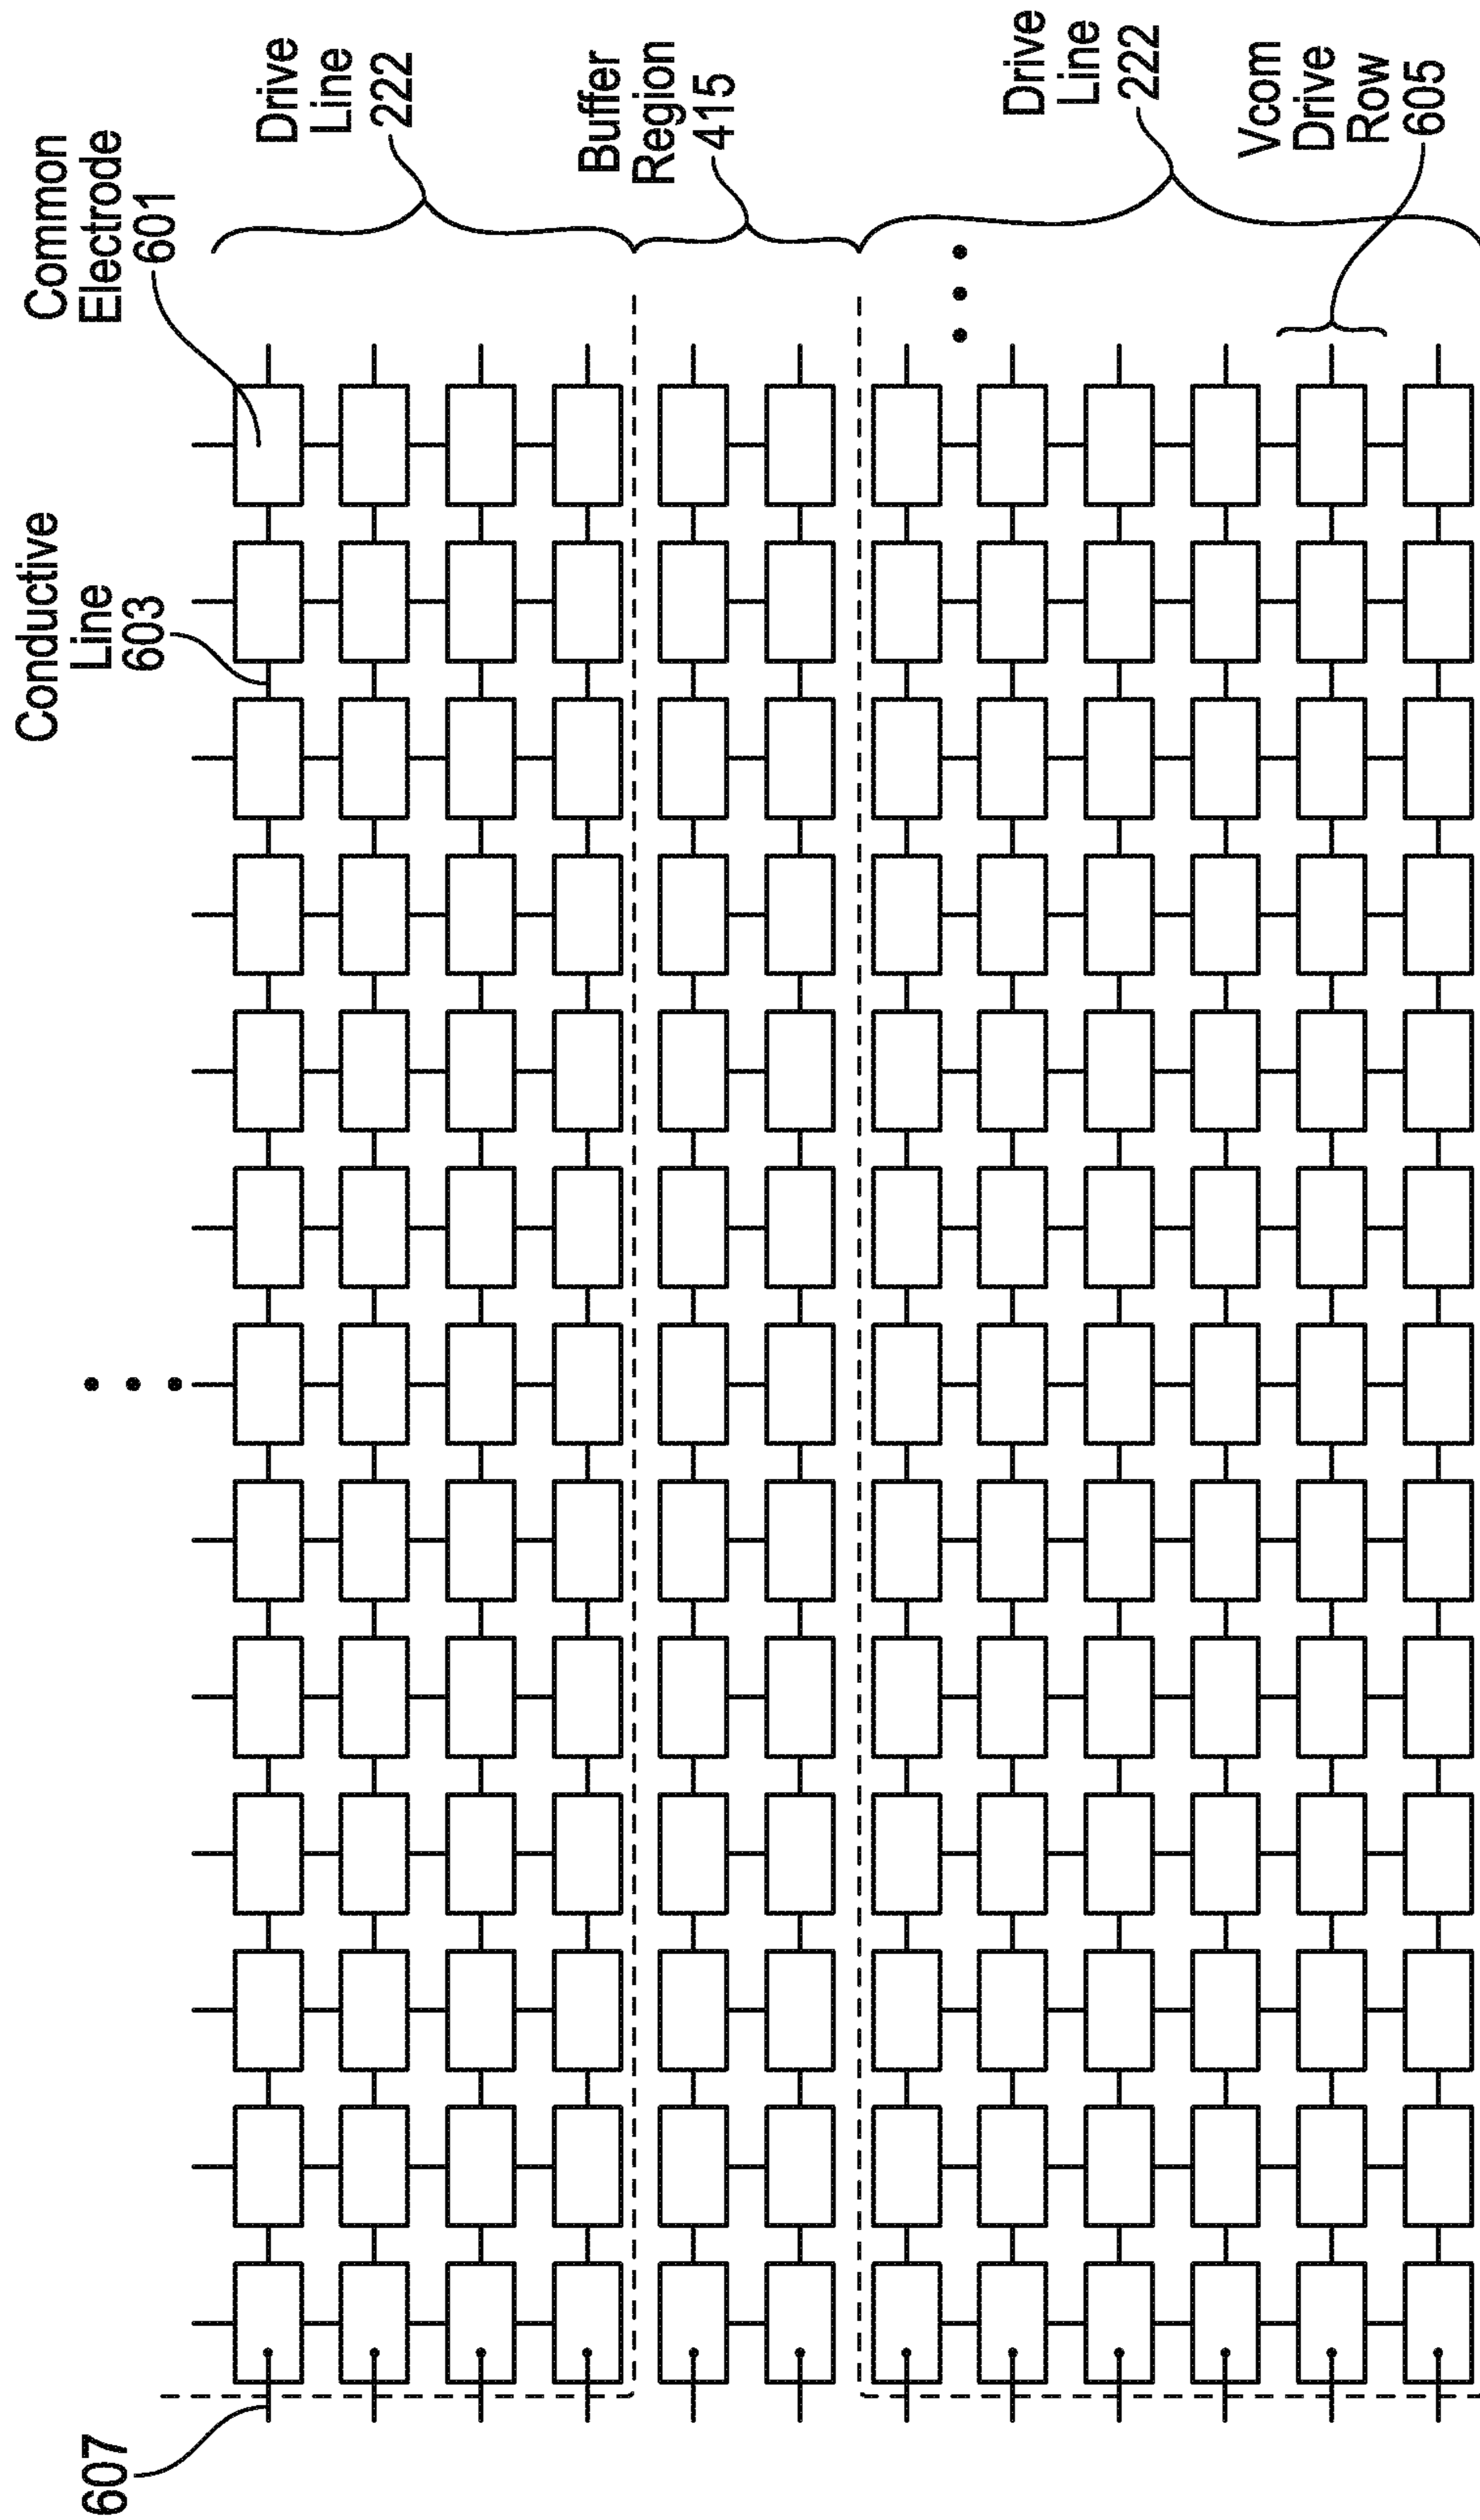 Common
Electrode
601
Conductive
Line
603
Drive
Line
222
Buffer
Region
415
Drive
Line
222
Vcom
Drive
Row
605
607